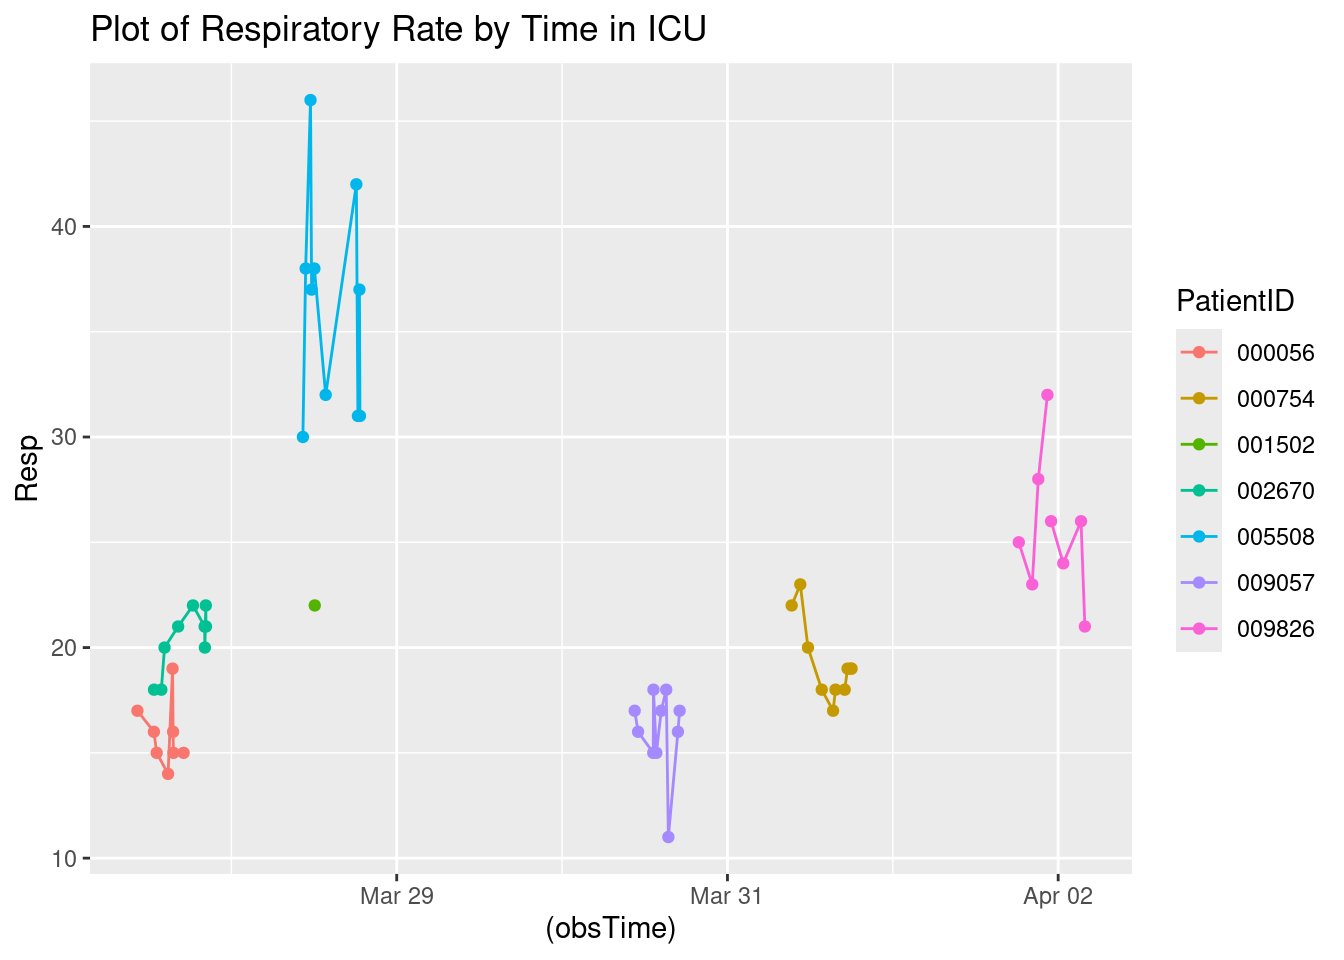 Plot of Respiratory Rate by Time in ICU
Resp
40
30
20
10
Mar 29
Mar 31
Apr 02
(obsTime)
PatientID
000056
000754
001502
002670
005508
009057
009826